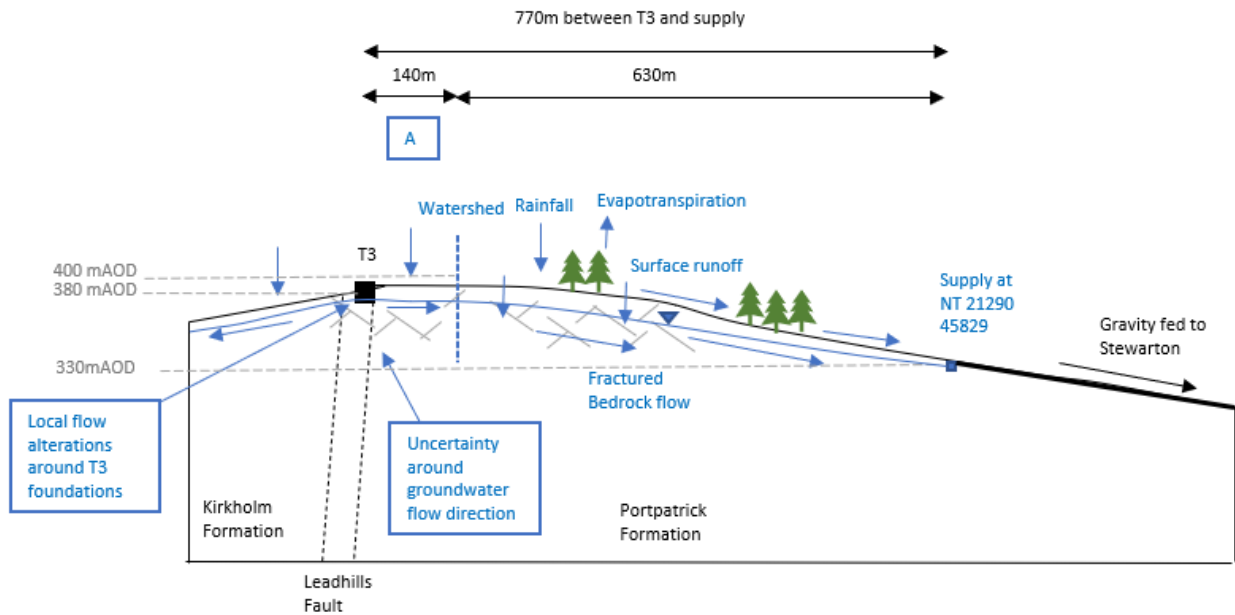 770m between T3 and supply
140m
630m
A
Watershed
Rainfall
Evapotranspiration
T3
400 mAOD
380 mAOD
Surface runoff
Supply at
NT 21290
45829
Gravity fed to
Stewarton
330mAOD
Fractured
Bedrock flow
Local flow
alterations
around T3
foundations
Uncertainty
around
groundwater
flow direction
Kirkholm
Formation
Portpatrick
Formation
Leadhills
Fault